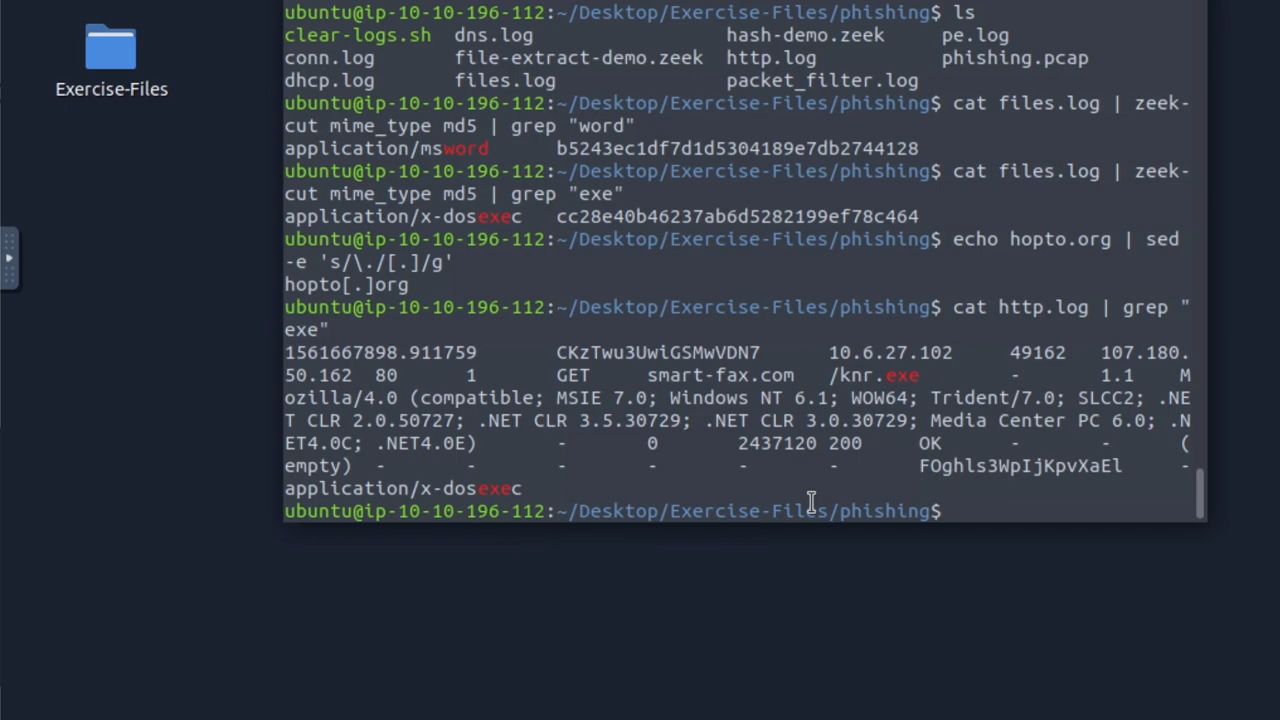 Exercise-Files
ubuntu@ip-10-10-196-112:~/Desktop/Exercise-Files/phishing$ ls
clear-logs.sh dns.log hash-demo.zeek pe.log
conn.log file-extract-demo.zeek http.log phishing.pcap
dhcp.log files.log packet_filter.log
ubuntu@ip-10-10-196-112:~/Desktop/Exercise-Files/phishing$ cat files.log | zeek-
cut mime_type md5 | grep "word"
application/msword b5243ec1df7d1d5304189e7db2744128
ubuntu@ip-10-10-196-112:~/Desktop/Exercise-Files/phishing$ cat files.log | zeek-
cut mime_type md5 | grep "exe"
application/x-dosexec cc28e40b46237ab6d5282199ef78c464
ubuntu@ip-10-10-196-112:~/Desktop/Exercise-Files/phishing$ echo hopto.org | sed
-e 's/\./[.]/g'
hopto[.]org
ubuntu@ip-10-10-196-112:~/Desktop/Exercise-Files/phishing$ cat http.log | grep "
exe"
1561667898.911759 CKzTwu3UwiGSMwVDN7 10.6.27.102 49162 107.180.
50.162 80 1 GET smart-fax.com /knr.exe - 1.1 M
ozilla/4.0 (compatible; MSIE 7.0; Windows NT 6.1; WOW64; Trident/7.0; SLCC2; .NE
T CLR 2.0.50727; .NET CLR 3.5.30729; .NET CLR 3.0.30729; Media Center PC 6.0; .N
ET4.0C; .NET4.0E) - 0 2437120 200 OK - - (
empty) - - - - - - FOghls3WpIjKpvXaEl -
application/x-dosexec
ubuntu@ip-10-10-196-112:~/Desktop/Exercise-Files/phishing$